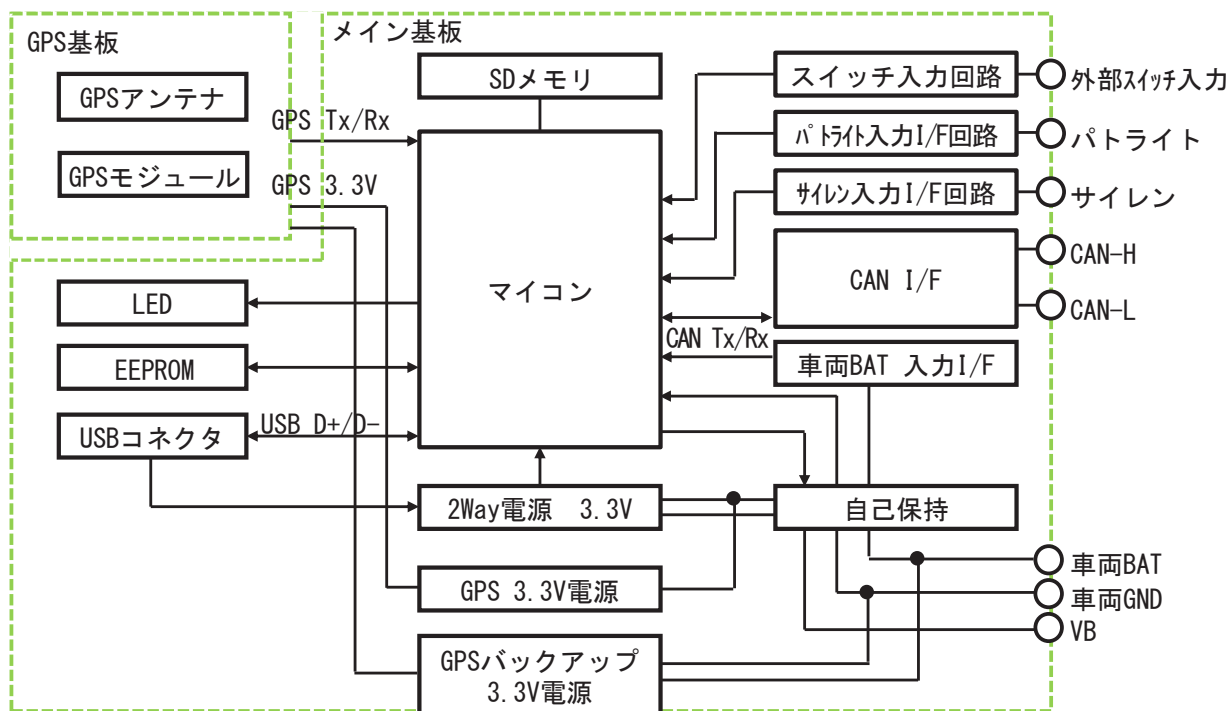 GPS基板
メイン基板
GPSアンテナ
GPSモジュール
GPS Tx/Rx
GPS 3.3V
SDメモリ
マイコン
スイッチ入力回路
外部ｽｲｯﾁ入力
ﾊﾟﾄﾗｲﾄ入力I/F回路
パトライト
ｻｲﾚﾝ入力I/F回路
サイレン
CAN I/F
CAN-H
CAN-L
CAN Tx/Rx
車両BAT 入力I/F
LED
EEPROM
USBコネクタ
USB D+/D-
2Way電源 3.3V
自己保持
GPS 3.3V電源
GPSバックアップ
3.3V電源
車両BAT
車両GND
VB